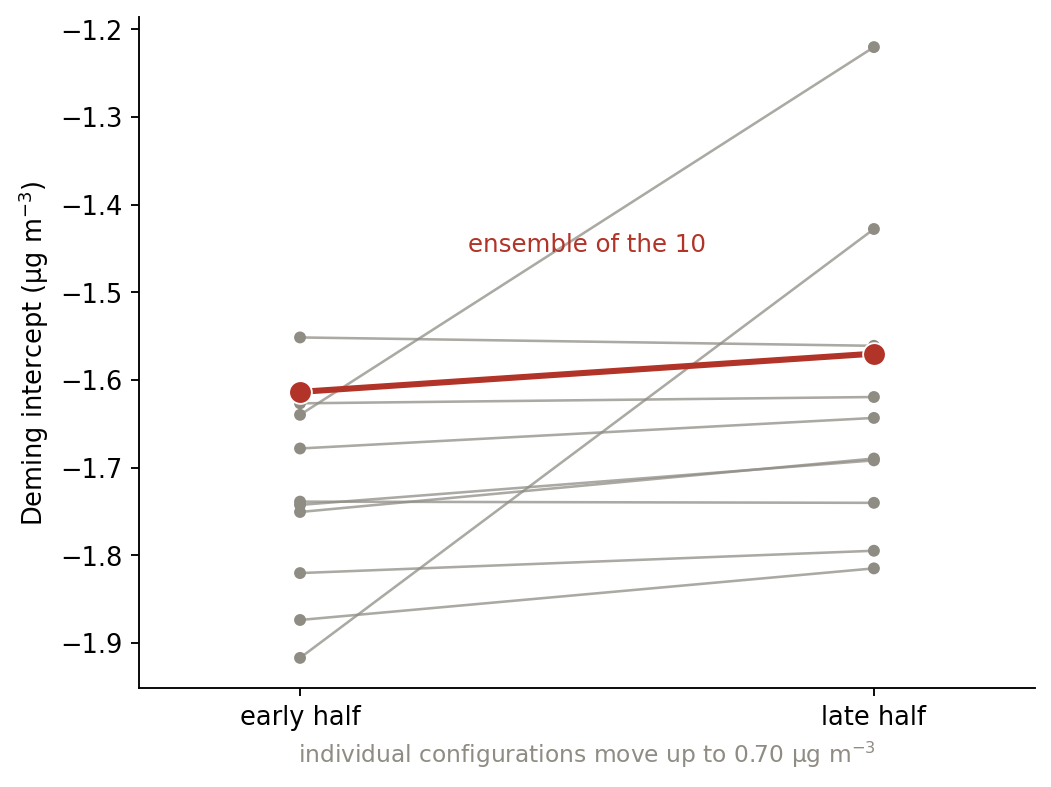 Deming intercept (µg m⁻³)
−1.2
−1.3
−1.4
−1.5
−1.6
−1.7
−1.8
−1.9
ensemble of the 10
early half
late half
individual configurations move up to 0.70 µg m⁻³